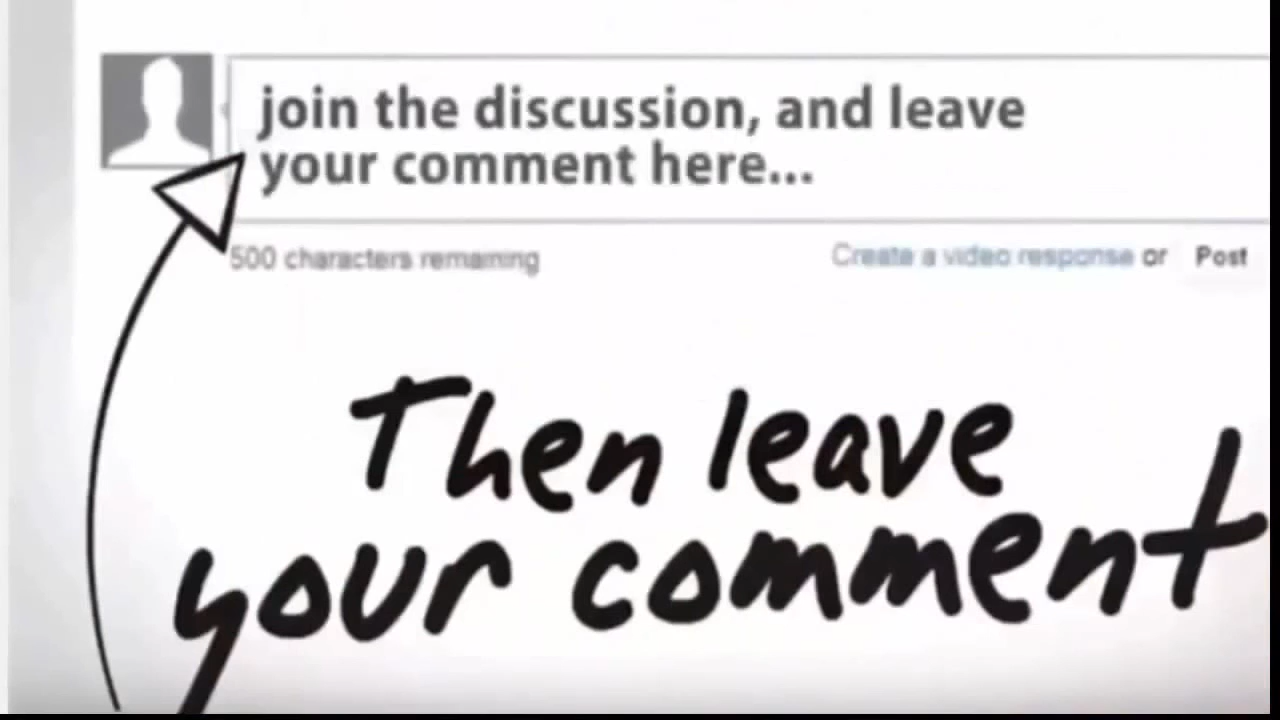 join the discussion, and leave
your comment here...
500 characters remaining
Create a video response or Post
Then leave
your comment